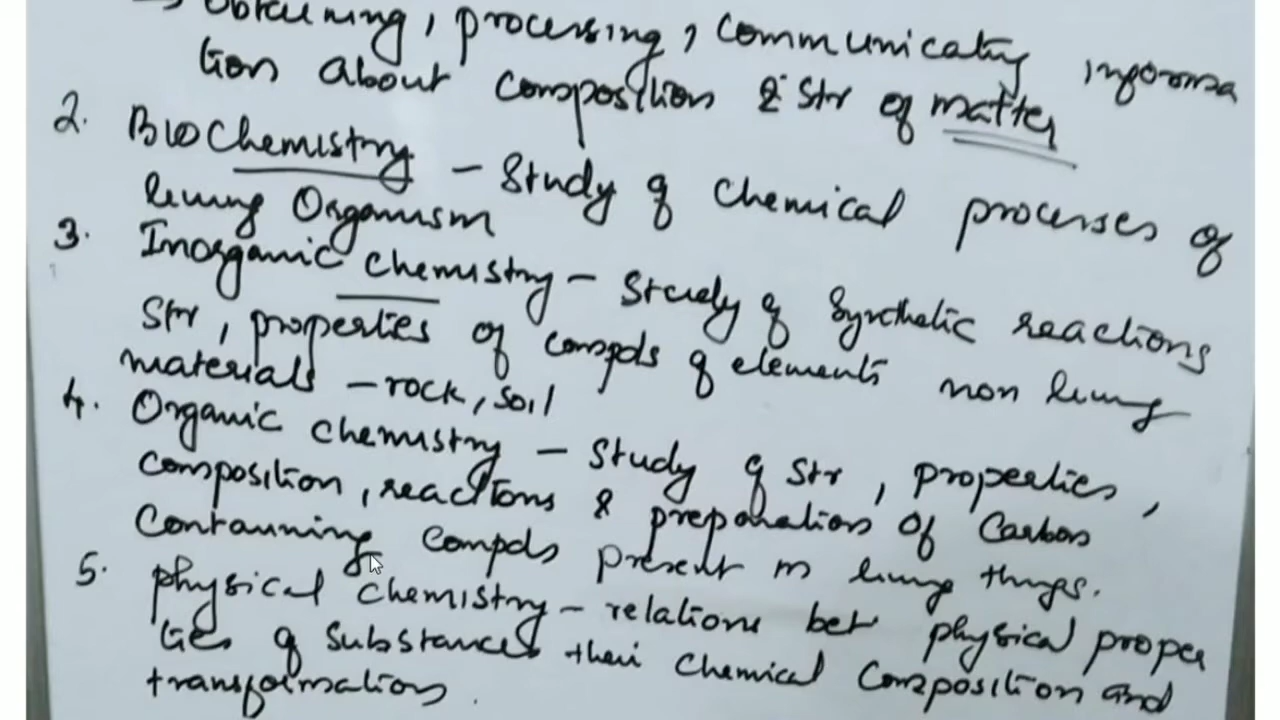 → Obtaining, processing, communicating informa
tion about composition & Str of matter
2. Biochemistry – Study of chemical processes of
living Organism
3. Inorganic chemistry – Study of Synthetic reactions
Str, properties of compds of elements non living
materials – rock, soil
4. Organic chemistry – Study of Str, properties,
composition, reactions & preparation of Carbon
Containing compds present in living things.
5. physical chemistry – relations bet physical proper
ties of substances their chemical composition and
transformations.